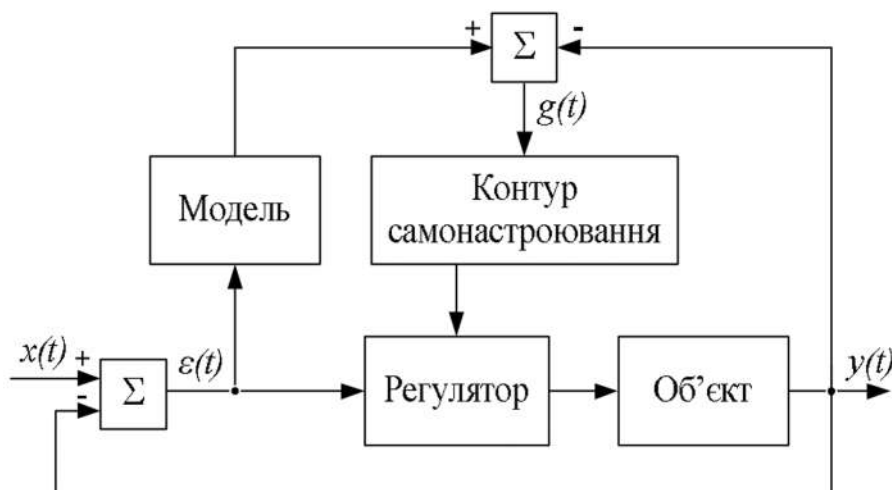 + Σ -
g(t)
Модель
Контур
самонастроювання
x(t) + ε(t)
- Σ
Регулятор
Об’єкт
y(t)